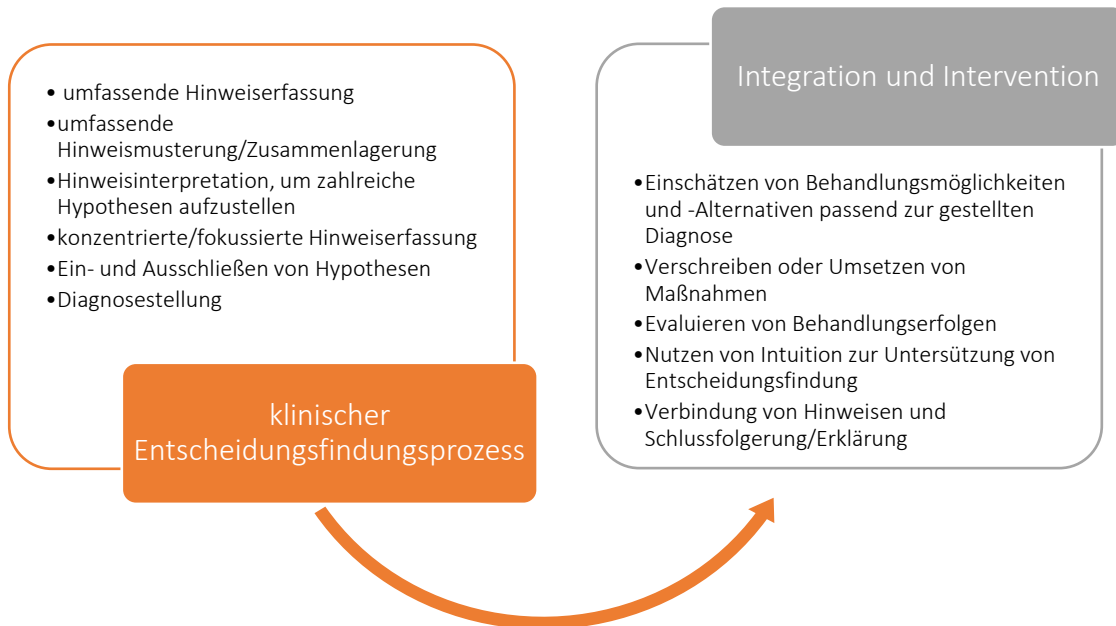 • umfassende Hinweiserfassung
•umfassende
Hinweismusterung/Zusammenlagerung
•Hinweisinterpretation, um zahlreiche
Hypothesen aufzustellen
•konzentrierte/fokussierte Hinweiserfassung
•Ein- und Ausschließen von Hypothesen
•Diagnosestellung
klinischer
Entscheidungsfindungsprozess
Integration und Intervention
•Einschätzen von Behandlungsmöglichkeiten
und -Alternativen passend zur gestellten
Diagnose
•Verschreiben oder Umsetzen von
Maßnahmen
•Evaluieren von Behandlungserfolgen
•Nutzen von Intuition zur Untersützung von
Entscheidungsfindung
•Verbindung von Hinweisen und
Schlussfolgerung/Erklärung